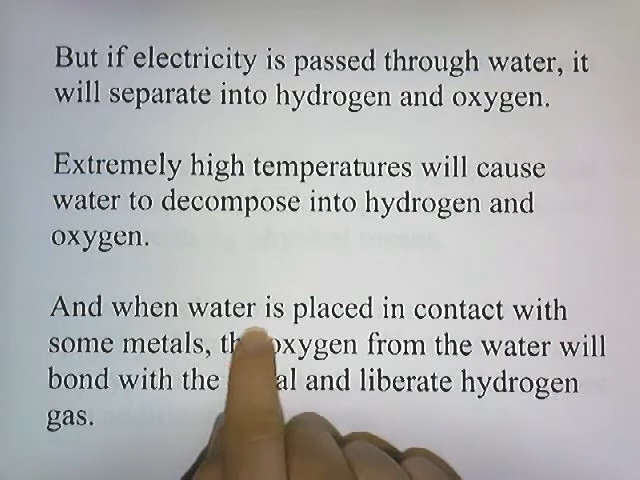 But if electricity is passed through water, it
will separate into hydrogen and oxygen.
Extremely high temperatures will cause
water to decompose into hydrogen and
oxygen.
And when water is placed in contact with
some metals, oxygen from the water will
bond with the and liberate hydrogen
gas.